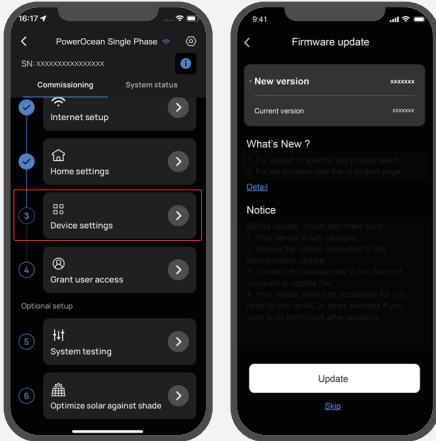 16:17
PowerOcean Single Phase
SN: xxxxxxxxxxxxxxxx
Commissioning
System status
Internet setup
Home settings
3
Device settings
4
Grant user access
Optional setup
5
System testing
6
Optimize solar against shade
9:41
Firmware update
New version
xxxxxxx
Current version
xxxxxxx
What's New ?
1. Fix upload of specific svg picture failed;
2. Fix the problem that the ip project page
Detail
Notice
Before update, check and make sure:
1. Your device is fully charged
2. Unplug the cables connected to the
device before update;
3. Connect the accessories to the device if
you want to update the;
4. Your device should be accessible for you
need to turn on AC or other switches if you
want to let them work after updating.
Update
Skip